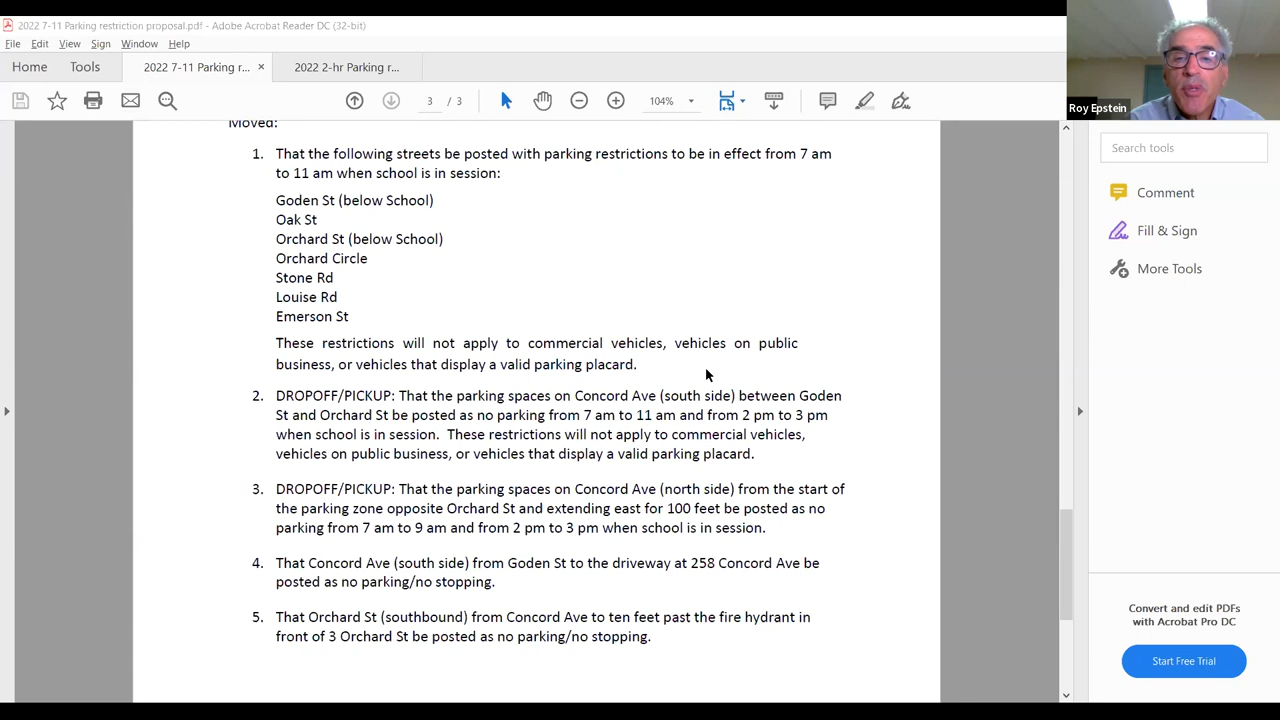 2022 7-11 Parking restriction proposal.pdf - Adobe Acrobat Reader DC (32-bit)
File Edit View Sign Window Help
Home Tools 2022 7-11 Parking r... × 2022 2-hr Parking r...
3 / 3 104%
Roy Epstein
Moved:
1. That the following streets be posted with parking restrictions to be in effect from 7 am
to 11 am when school is in session:
Goden St (below School)
Oak St
Orchard St (below School)
Orchard Circle
Stone Rd
Louise Rd
Emerson St
These restrictions will not apply to commercial vehicles, vehicles on public
business, or vehicles that display a valid parking placard.
2. DROPOFF/PICKUP: That the parking spaces on Concord Ave (south side) between Goden
St and Orchard St be posted as no parking from 7 am to 11 am and from 2 pm to 3 pm
when school is in session.  These restrictions will not apply to commercial vehicles,
vehicles on public business, or vehicles that display a valid parking placard.
3. DROPOFF/PICKUP: That the parking spaces on Concord Ave (north side) from the start of
the parking zone opposite Orchard St and extending east for 100 feet be posted as no
parking from 7 am to 9 am and from 2 pm to 3 pm when school is in session.
4. That Concord Ave (south side) from Goden St to the driveway at 258 Concord Ave be
posted as no parking/no stopping.
5. That Orchard St (southbound) from Concord Ave to ten feet past the fire hydrant in
front of 3 Orchard St be posted as no parking/no stopping.
Search tools
Comment
Fill & Sign
More Tools
Convert and edit PDFs
with Acrobat Pro DC
Start Free Trial